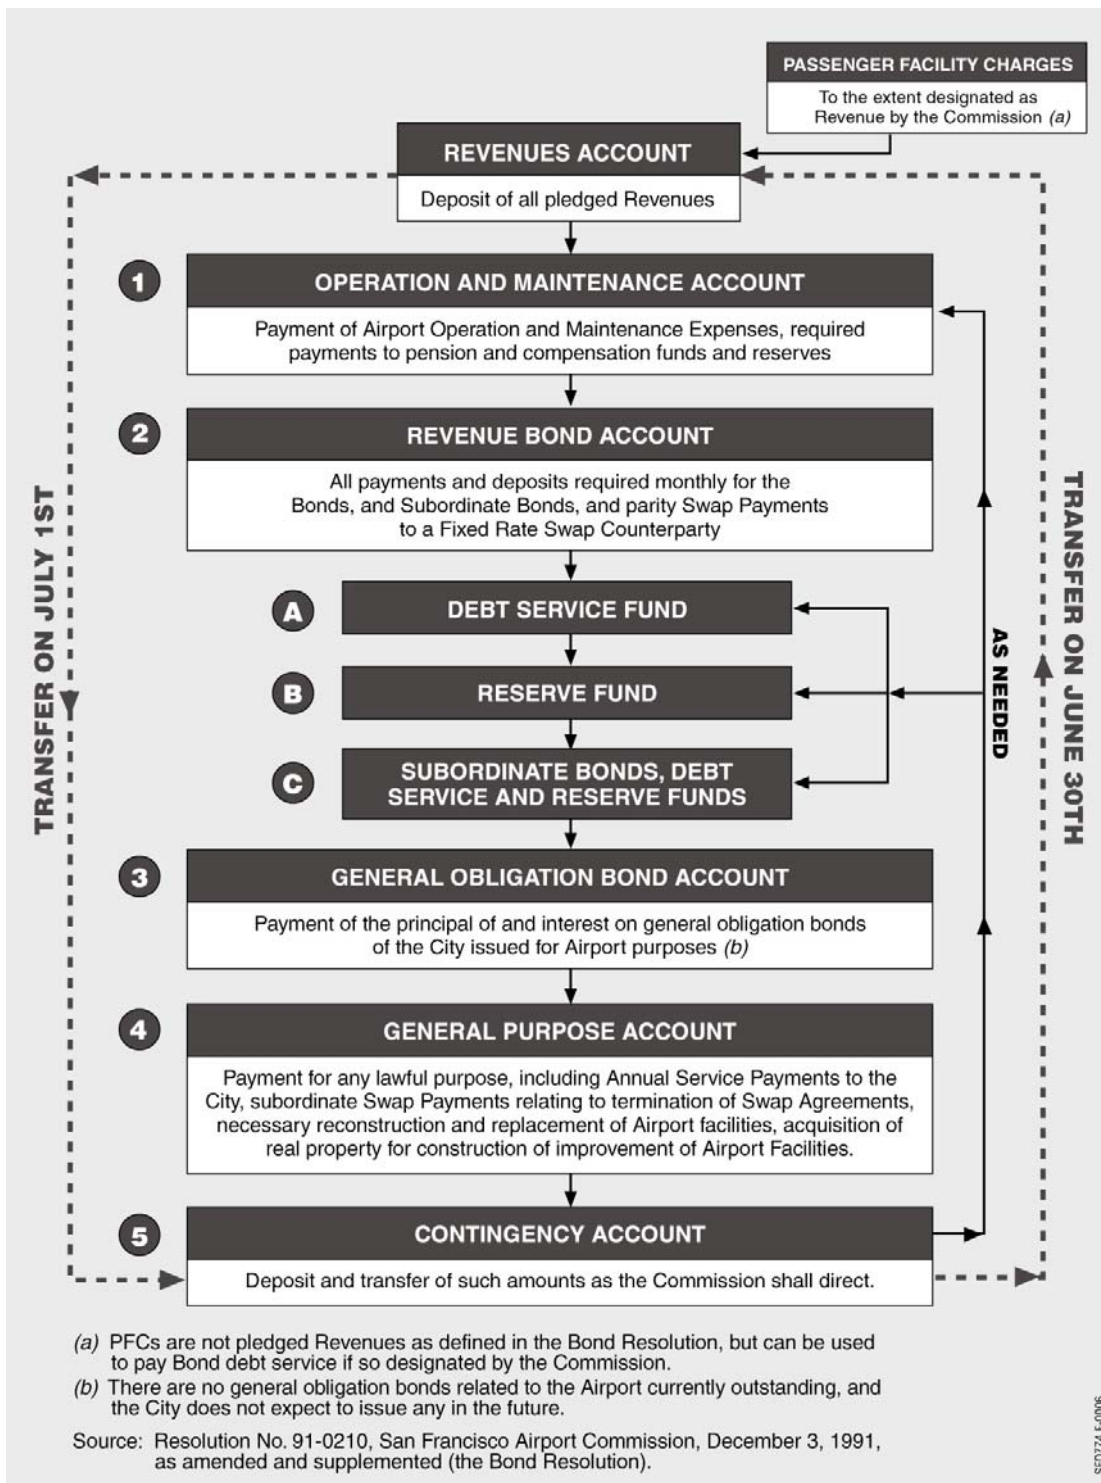 PASSENGER FACILITY CHARGES
To the extent designated as
Revenue by the Commission (a)
REVENUES ACCOUNT
Deposit of all pledged Revenues
1
OPERATION AND MAINTENANCE ACCOUNT
Payment of Airport Operation and Maintenance Expenses, required
payments to pension and compensation funds and reserves
2
REVENUE BOND ACCOUNT
All payments and deposits required monthly for the
Bonds, and Subordinate Bonds, and parity Swap Payments
to a Fixed Rate Swap Counterparty
TRANSFER ON JULY 1ST
TRANSFER ON JUNE 30TH
AS NEEDED
A
DEBT SERVICE FUND
B
RESERVE FUND
C
SUBORDINATE BONDS, DEBT
SERVICE AND RESERVE FUNDS
3
GENERAL OBLIGATION BOND ACCOUNT
Payment of the principal of and interest on general obligation bonds
of the City issued for Airport purposes (b)
4
GENERAL PURPOSE ACCOUNT
Payment for any lawful purpose, including Annual Service Payments to the
City, subordinate Swap Payments relating to termination of Swap Agreements,
necessary reconstruction and replacement of Airport facilities, acquisition of
real property for construction of improvement of Airport Facilities.
5
CONTINGENCY ACCOUNT
Deposit and transfer of such amounts as the Commission shall direct.
(a) PFCs are not pledged Revenues as defined in the Bond Resolution, but can be used
to pay Bond debt service if so designated by the Commission.
(b) There are no general obligation bonds related to the Airport currently outstanding, and
the City does not expect to issue any in the future.
Source: Resolution No. 91-0210, San Francisco Airport Commission, December 3, 1991,
as amended and supplemented (the Bond Resolution).